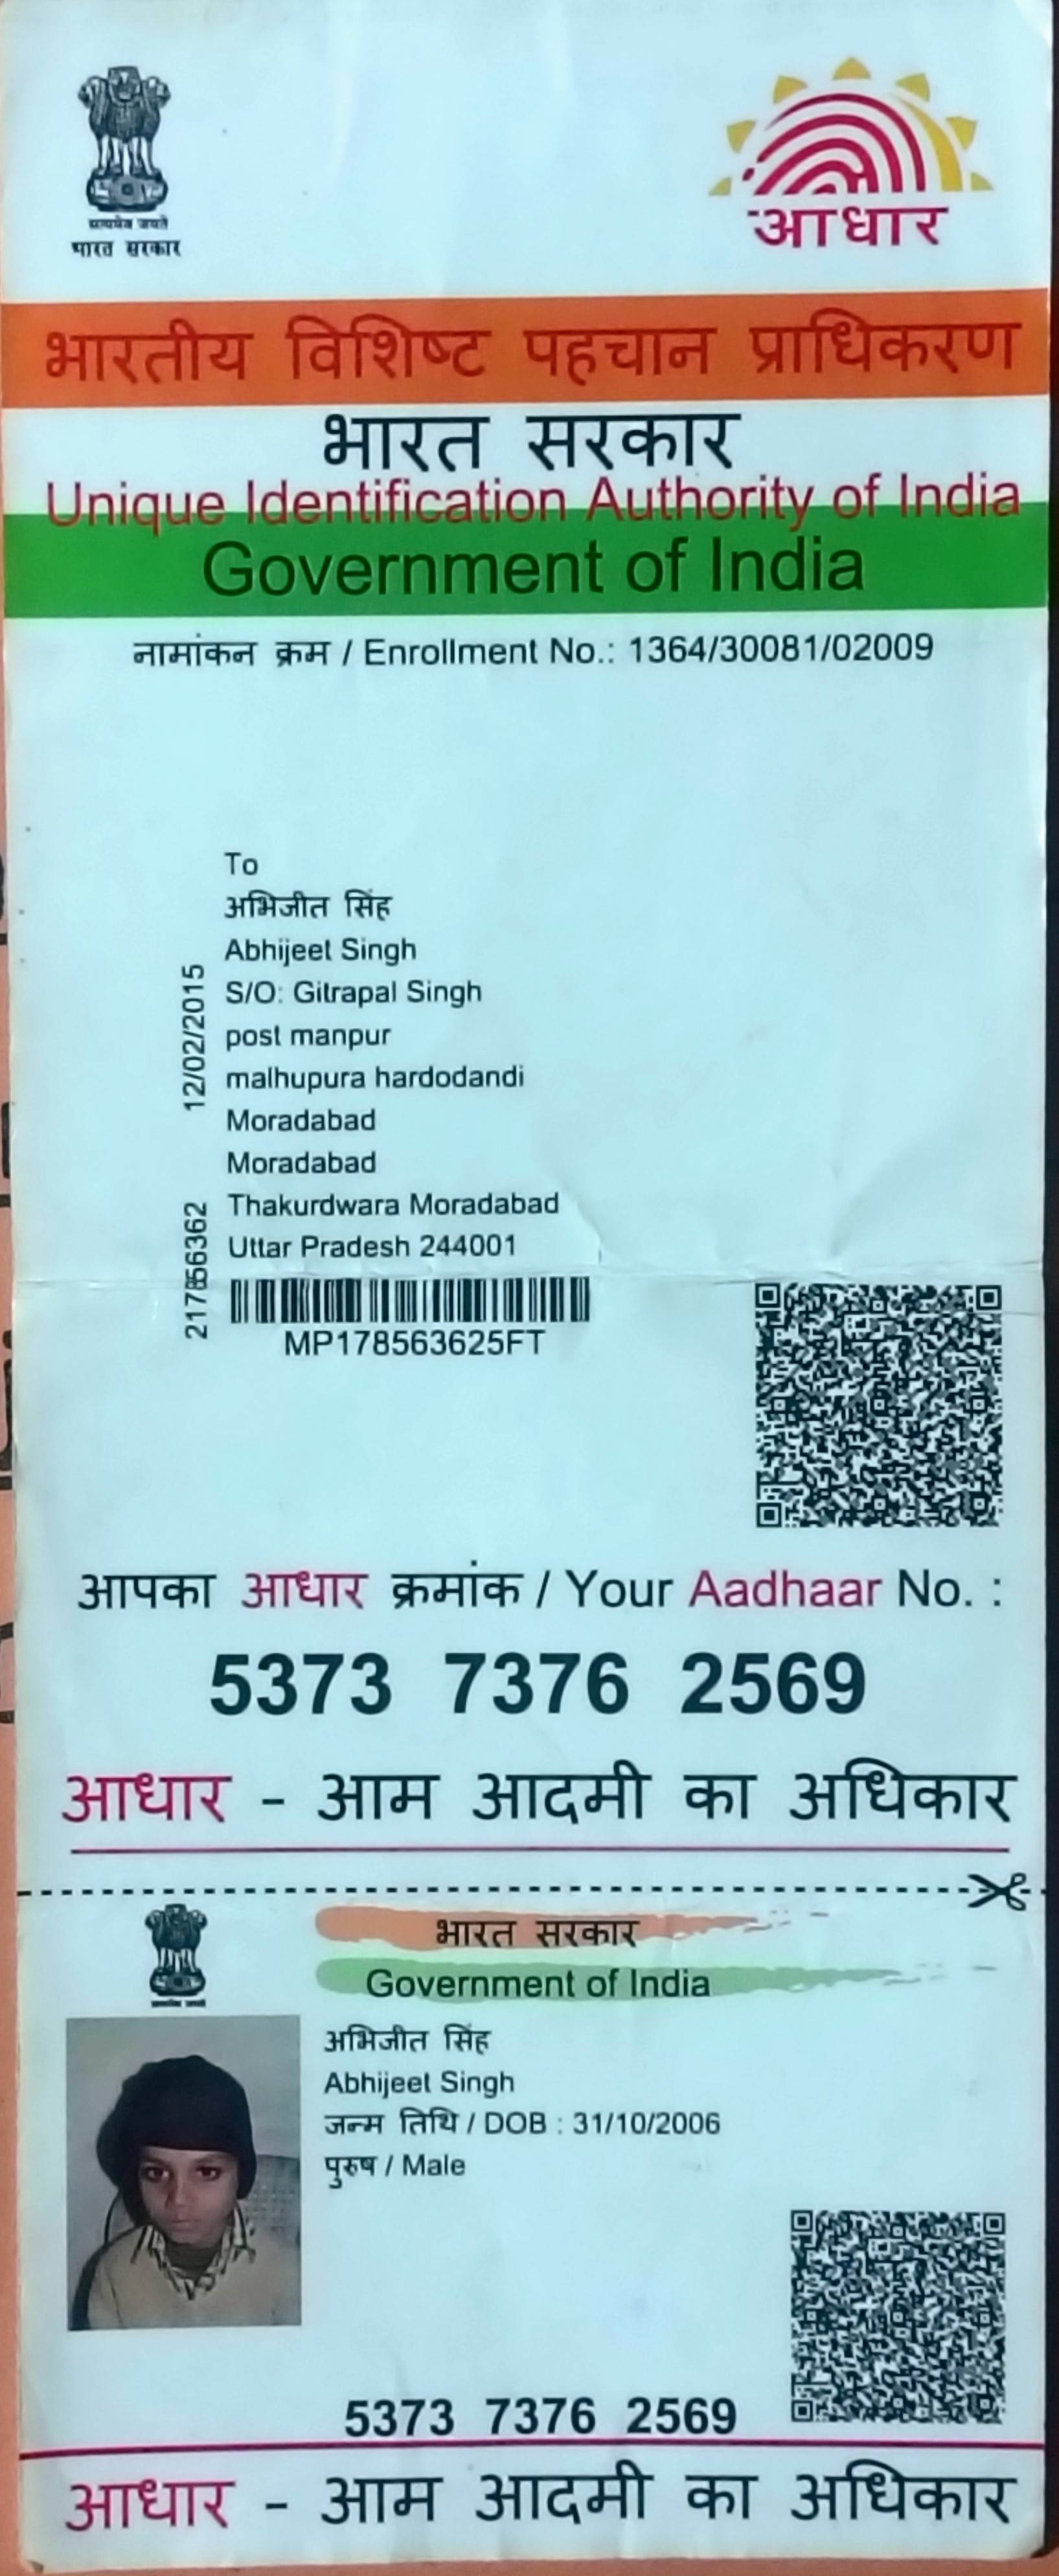 सत्यमेव जयते
भारत सरकार
आधार
भारतीय विशिष्ट पहचान प्राधिकरण
भारत सरकार
Unique Identification Authority of India
Government of India
नामांकन क्रम / Enrollment No.: 1364/30081/02009
To
अभिजीत सिंह
Abhijeet Singh
S/O: Gitrapal Singh
post manpur
malhupura hardodandi
Moradabad
Moradabad
Thakurdwara Moradabad
Uttar Pradesh 244001
12/02/2015
217856362
MP178563625FT
आपका आधार क्रमांक / Your Aadhaar No. :
5373 7376 2569
आधार - आम आदमी का अधिकार
भारत सरकार
Government of India
अभिजीत सिंह
Abhijeet Singh
जन्म तिथि / DOB : 31/10/2006
पुरुष / Male
5373 7376 2569
आधार - आम आदमी का अधिकार